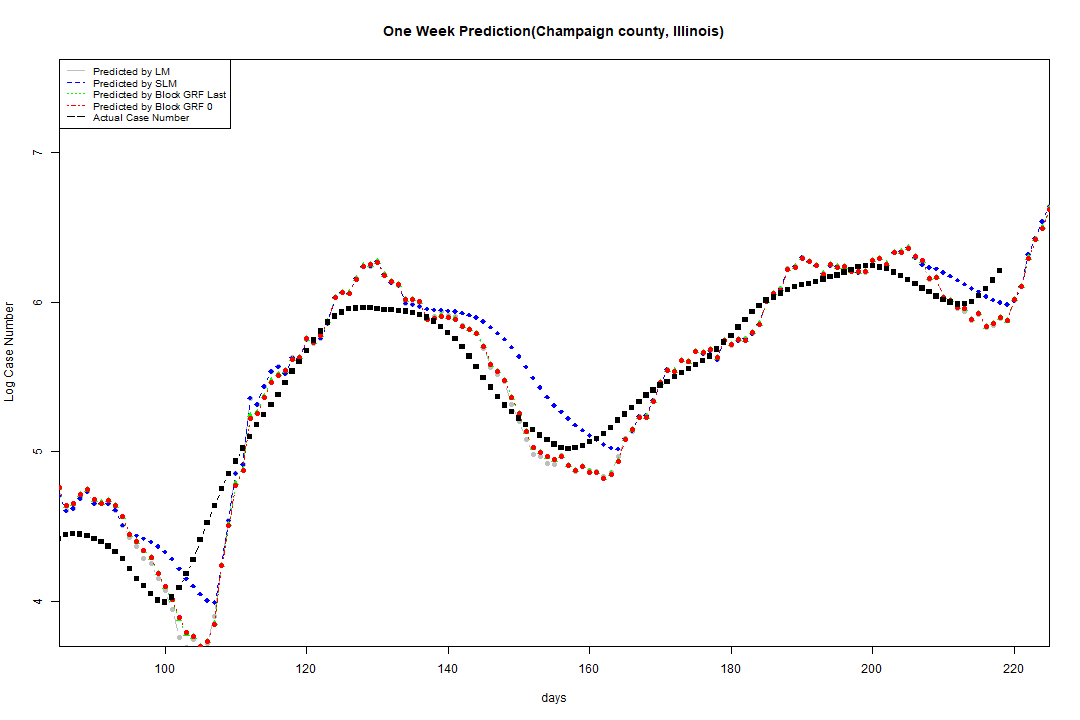 One Week Prediction(Champaign county, Illinois)
Predicted by LM
Predicted by SLM
Predicted by Block GRF Last
Predicted by Block GRF 0
Actual Case Number
7
6
5
4
Log Case Number
100 120 140 160 180 200 220
days